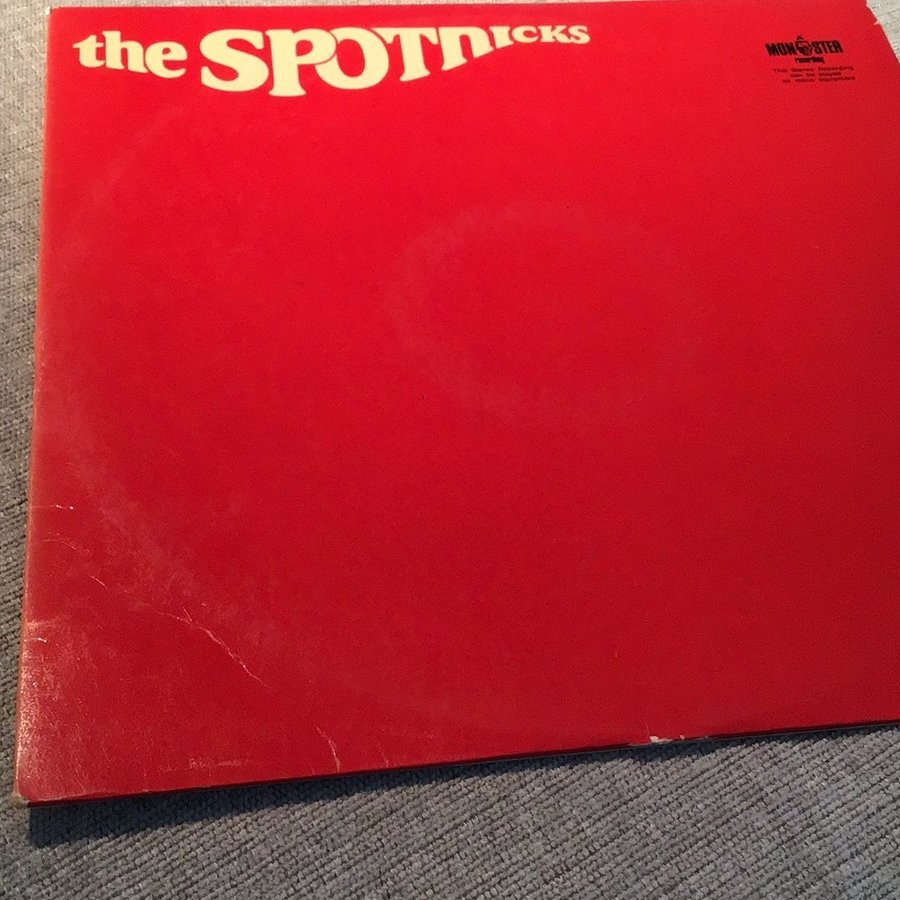 the SPOTnICKS
MONSTER
recording
This Stereo Recording
can be played
on mono equipment